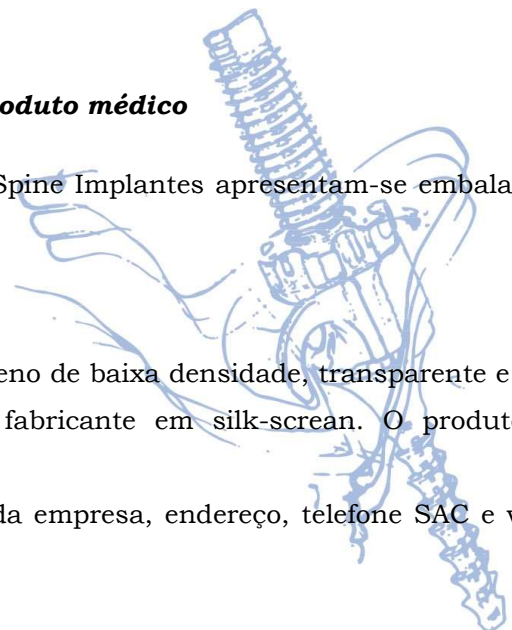 oduto médico
Spine Implantes apresentam-se embala
eno de baixa densidade, transparente e
fabricante em silk-screan. O produto
da empresa, endereço, telefone SAC e v